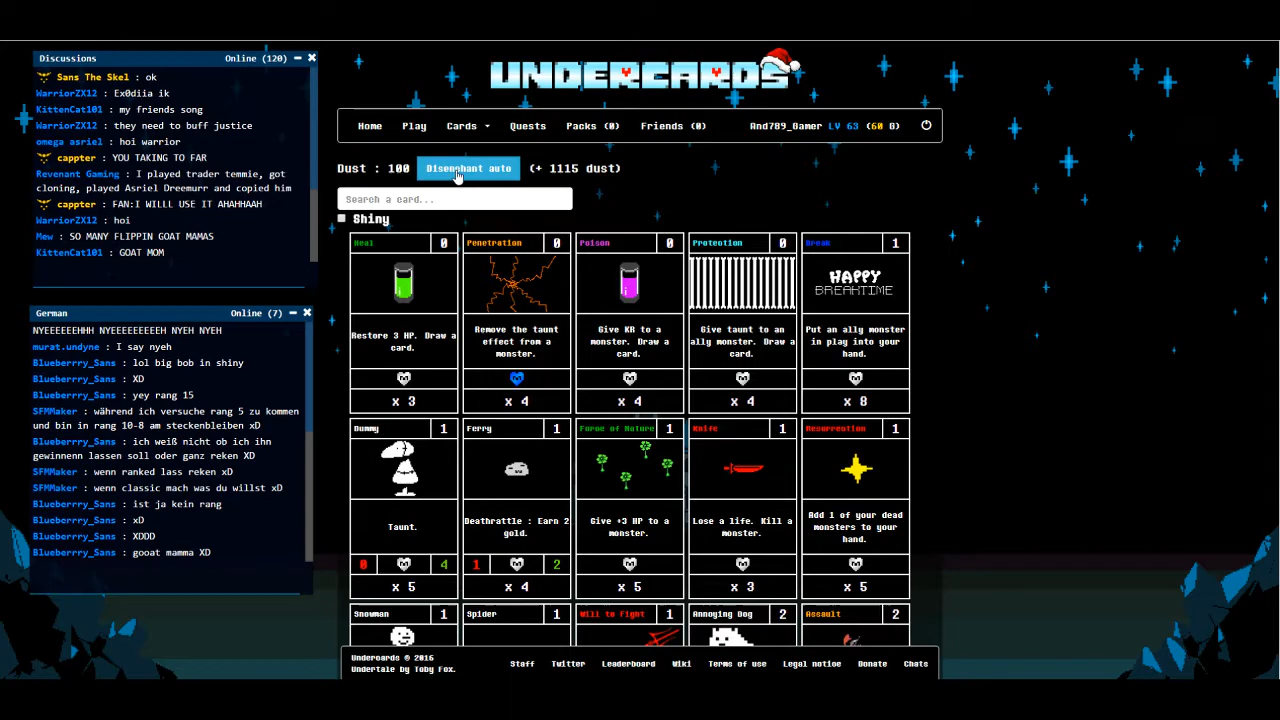 Discussions Online (120)
Sans The Skel : ok
WarriorZX12 : Ex0diia ik
KittenCat101 : my friends song
WarriorZX12 : they need to buff justice
omega asriel : hoi warrior
cappter : YOU TAKING TO FAR
Revenant Gaming : I played trader temmie, got
cloning, played Asriel Dreemurr and copied him
cappter : FAN:I WILLL USE IT AHAHHAAH
WarriorZX12 : hoi
Mew : SO MANY FLIPPIN GOAT MAMAS
KittenCat101 : GOAT MOM
German Online (7)
NYEEEEEEHHH NYEEEEEEEEEH NYEH NYEH
murat.undyne : I say nyeh
Blueberrry_Sans : lol big bob in shiny
Blueberrry_Sans : XD
Blueberrry_Sans : yey rang 15
SFMMaker : während ich versuche rang 5 zu kommen
und bin in rang 10-8 am steckenbleiben xD
Blueberrry_Sans : ich weiß nicht ob ich ihn
gewinnenn lassen soll oder ganz reken XD
SFMMaker : wenn ranked lass reken xD
SFMMaker : wenn classic mach was du willst xD
Blueberrry_Sans : ist ja kein rang
Blueberrry_Sans : xD
Blueberrry_Sans : XDDD
Blueberrry_Sans : gooat mamma XD
UNDERCARDS
Home Play Cards Quests Packs (0) Friends (0) And789_Gamer LV 63 (60 B)
Dust : 100 Disenchant auto (+ 1115 dust)
Search a card...
Shiny
Heal 0 Penetration 0 Poison 0 Protection 0 Break 1
HAPPY
BREAKTIME
Restore 3 HP. Draw a
card.
Remove the taunt
effect from a
monster.
Give KR to a
monster. Draw a
card.
Give taunt to an
ally monster. Draw a
card.
Put an ally monster
in play into your
hand.
x 3 x 4 x 4 x 4 x 8
Dummy 1 Ferry 1 Force of Nature 1 Knife 1 Resurrection 1
Taunt.
Deathrattle : Earn 2
gold.
Give +3 HP to a
monster.
Lose a life. Kill a
monster.
Add 1 of your dead
monsters to your
hand.
0 4 1 2
x 5 x 4 x 5 x 3 x 5
Snowman 1 Spider 1 Will to Fight 1 Annoying Dog 2 Assault 2
Undercards © 2016
Undertale by Toby Fox.
Staff Twitter Leaderboard Wiki Terms of use Legal notice Donate Chats